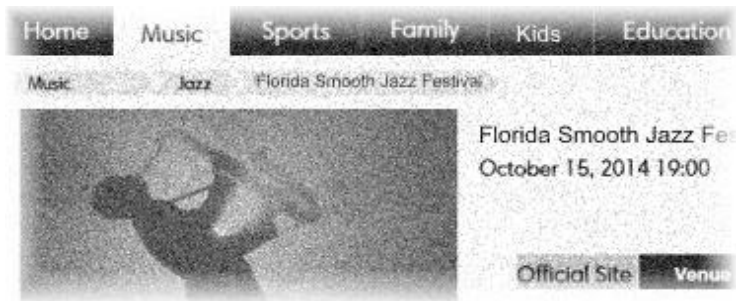 Home Music Sports Family Kids Education
Music Jazz Florida Smooth Jazz Festival
Florida Smooth Jazz Fes
October 15, 2014 19:00
Official Site Venue